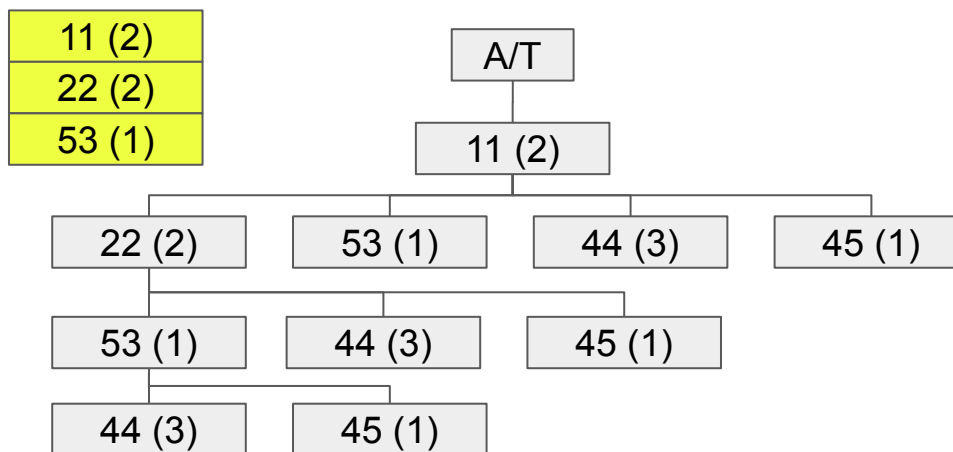 11 (2)
22 (2)
53 (1)
A/T
11 (2)
22 (2) 53 (1) 44 (3) 45 (1)
53 (1) 44 (3) 45 (1)
44 (3) 45 (1)